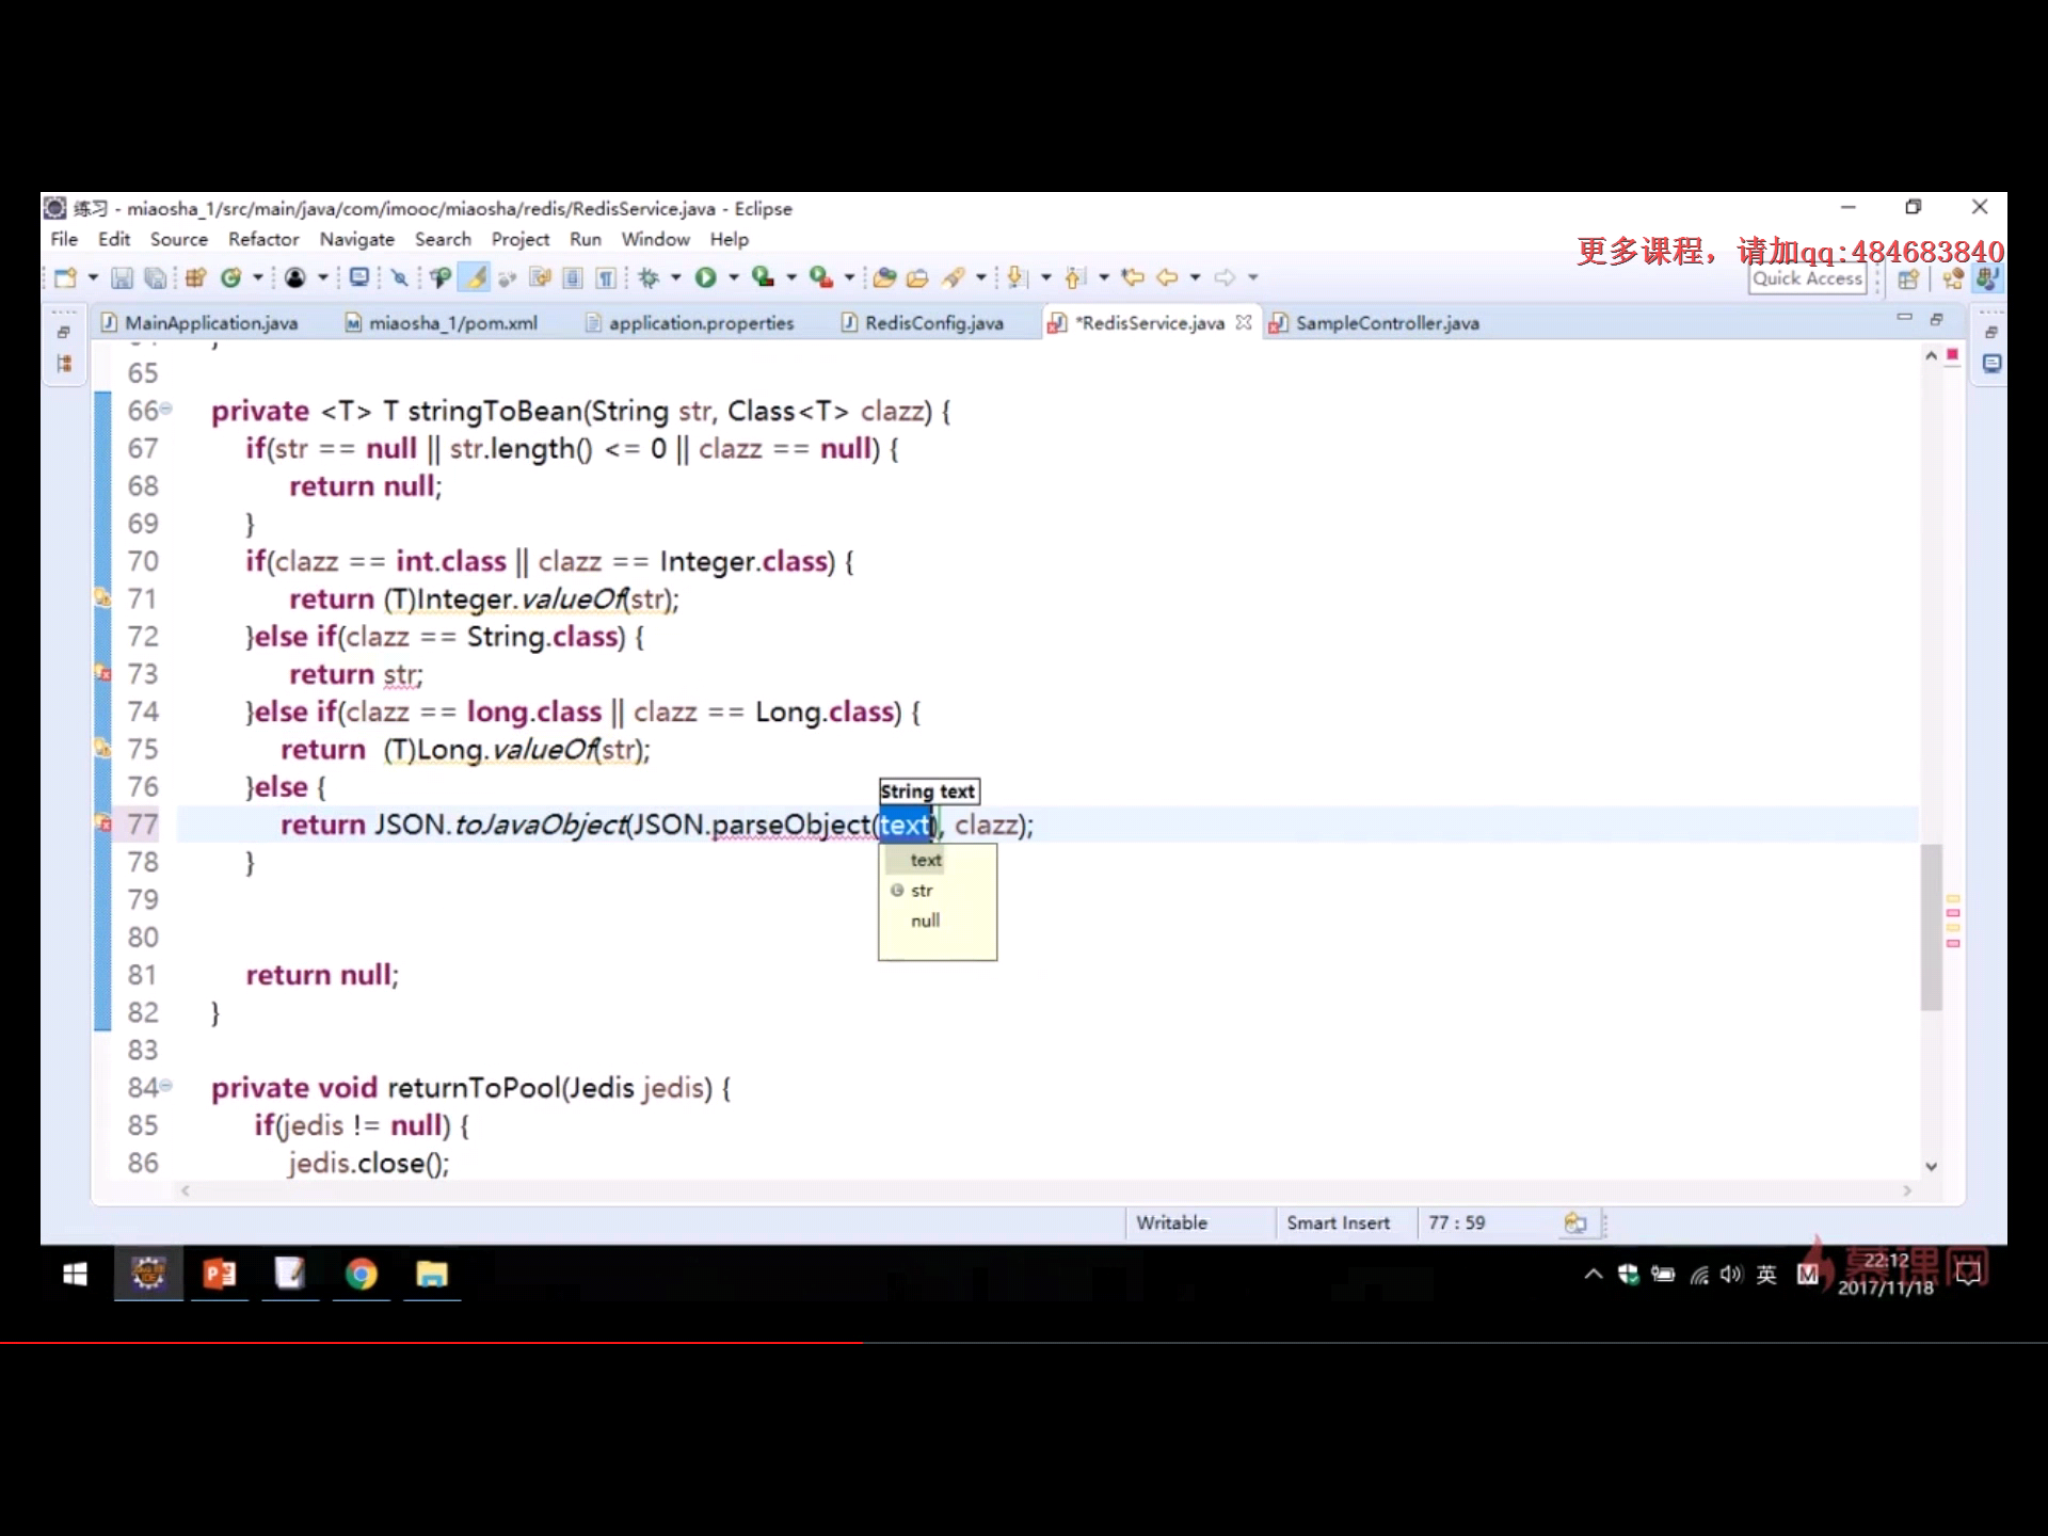 练习 - miaosha_1/src/main/java/com/imooc/miaosha/redis/RedisService.java - Eclipse
File Edit Source Refactor Navigate Search Project Run Window Help
更多课程，请加qq:484683840
Quick Access
MainApplication.java miaosha_1/pom.xml application.properties RedisConfig.java *RedisService.java SampleController.java
65
66 private <T> T stringToBean(String str, Class<T> clazz) {
67 if(str == null || str.length() <= 0 || clazz == null) {
68 return null;
69 }
70 if(clazz == int.class || clazz == Integer.class) {
71 return (T)Integer.valueOf(str);
72 }else if(clazz == String.class) {
73 return str;
74 }else if(clazz == long.class || clazz == Long.class) {
75 return (T)Long.valueOf(str);
76 }else {
String text
77 return JSON.toJavaObject(JSON.parseObject(text), clazz);
78 }
text
79
str
80
null
81 return null;
82 }
83
84 private void returnToPool(Jedis jedis) {
85 if(jedis != null) {
86 jedis.close();
Writable Smart Insert 77 : 59
英 22:12
慕课网
2017/11/18